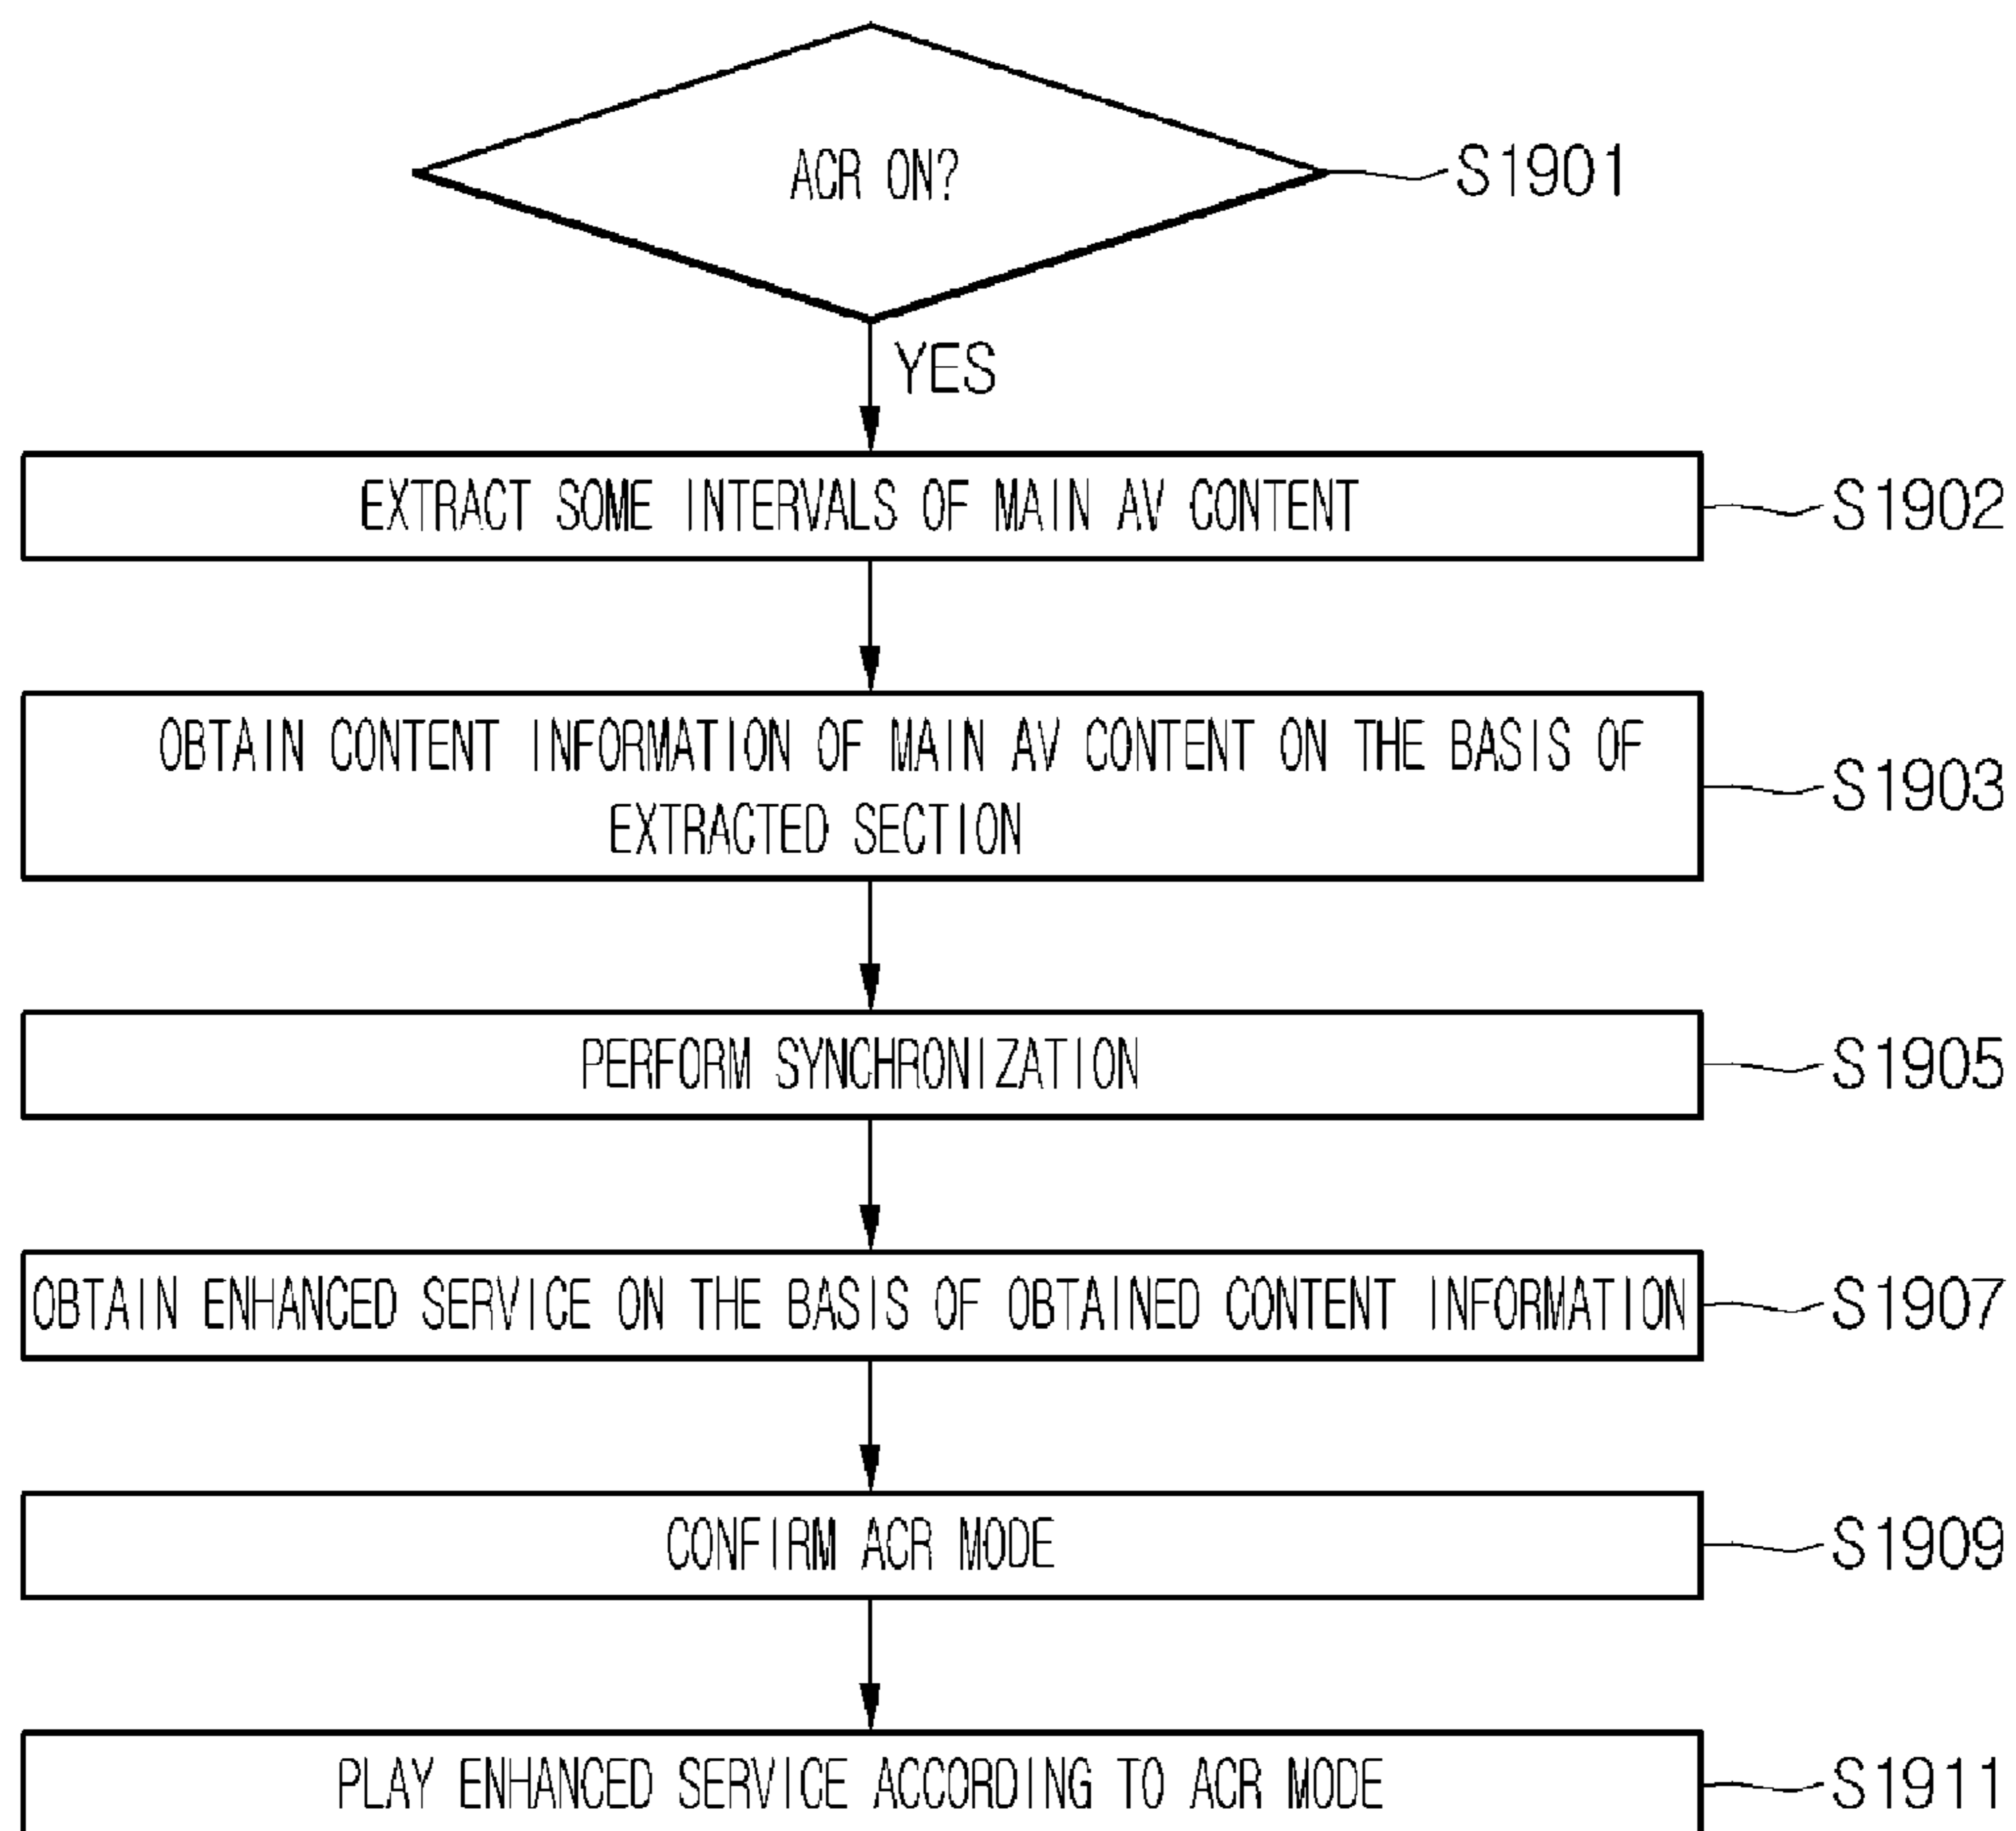 ACR ON?
S1901
YES
EXTRACT SOME INTERVALS OF MAIN AV CONTENT
S1902
OBTAIN CONTENT INFORMATION OF MAIN AV CONTENT ON THE BASIS OF
EXTRACTED SECTION
S1903
PERFORM SYNCHRONIZATION
S1905
OBTAIN ENHANCED SERVICE ON THE BASIS OF OBTAINED CONTENT INFORMATION
S1907
CONFIRM ACR MODE
S1909
PLAY ENHANCED SERVICE ACCORDING TO ACR MODE
S1911